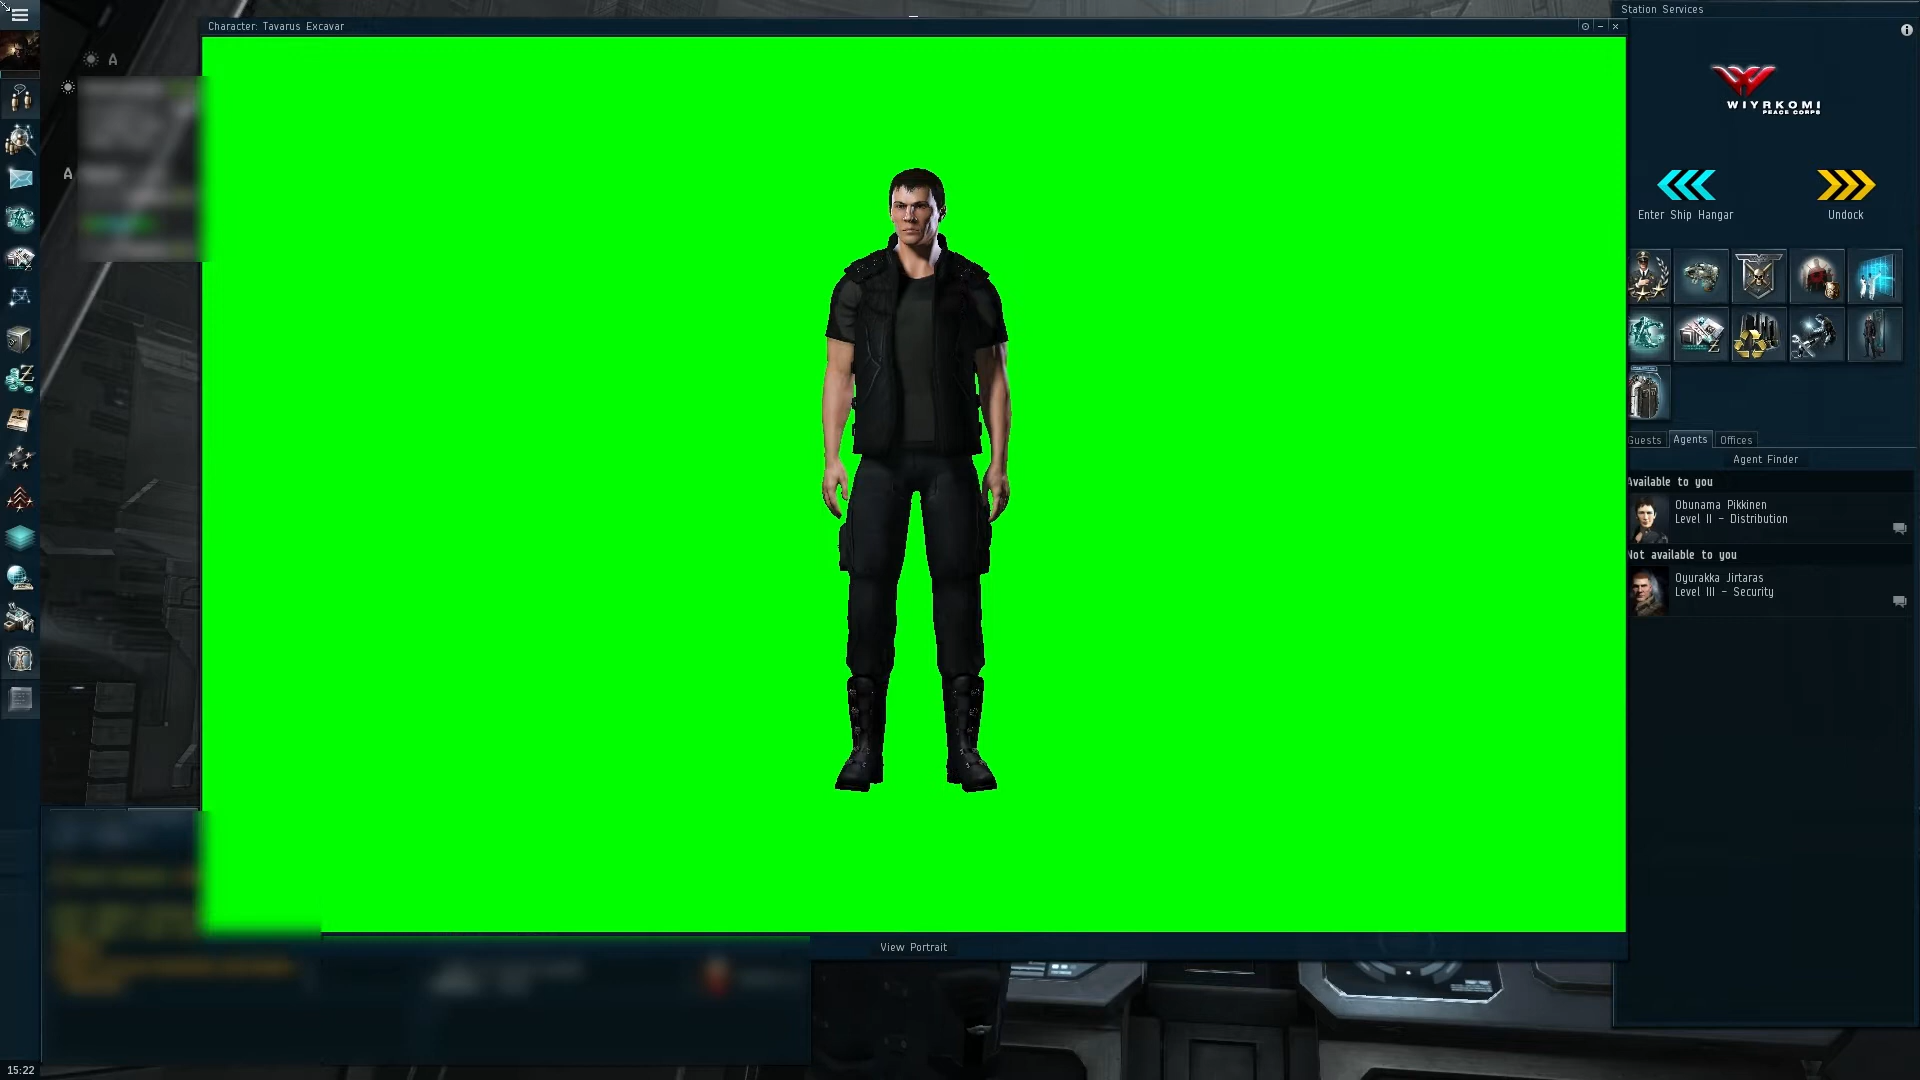 Character: Tavarus Excavar
Station Services
A
A
WIYRKOMI
PEACE CORPS
Enter Ship Hangar
Undock
Guests
Agents
Offices
Agent Finder
Available to you
Obunama Pikkinen
Level II - Distribution
Not available to you
Oyurakka Jirtaras
Level III - Security
View Portrait
15:22